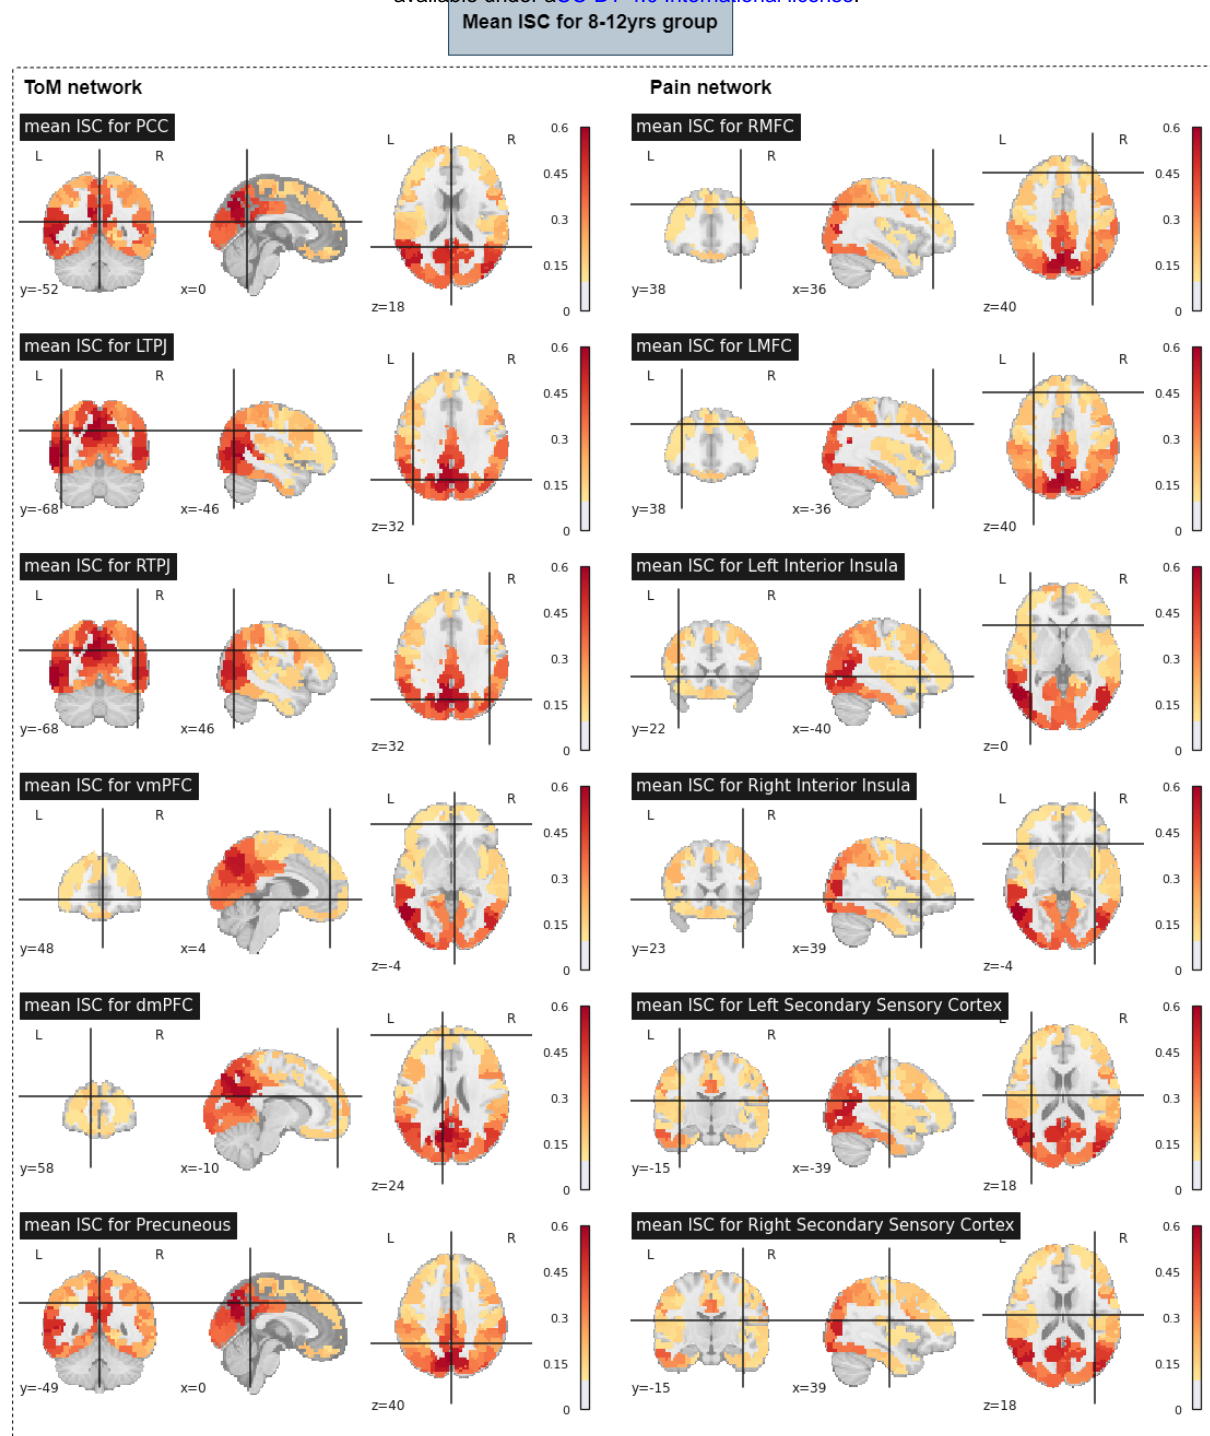 Mean ISC for 8-12yrs group
ToM network
Pain network
mean ISC for PCC
L R L R
0.6
0.45
0.3
0.15
0
y=-52 x=0 z=18
mean ISC for RMFC
L R L R
0.6
0.45
0.3
0.15
0
y=38 x=36 z=40
mean ISC for LTPJ
L R L R
0.6
0.45
0.3
0.15
0
y=-68 x=-46 z=32
mean ISC for LMFC
L R L R
0.6
0.45
0.3
0.15
0
y=38 x=-36 z=40
mean ISC for RTPJ
L R L R
0.6
0.45
0.3
0.15
0
y=-68 x=46 z=32
mean ISC for Left Interior Insula
L R L R
0.6
0.45
0.3
0.15
0
y=22 x=-40 z=0
mean ISC for vmPFC
L R L R
0.6
0.45
0.3
0.15
0
y=48 x=4 z=-4
mean ISC for Right Interior Insula
L R L R
0.6
0.45
0.3
0.15
0
y=23 x=39 z=-4
mean ISC for dmPFC
L R L R
0.6
0.45
0.3
0.15
0
y=58 x=-10 z=24
mean ISC for Left Secondary Sensory Cortex
L R L R
0.6
0.45
0.3
0.15
0
y=-15 x=-39 z=18
mean ISC for Precuneous
L R L R
0.6
0.45
0.3
0.15
0
y=-49 x=0 z=40
mean ISC for Right Secondary Sensory Cortex
L R L R
0.6
0.45
0.3
0.15
0
y=-15 x=39 z=18